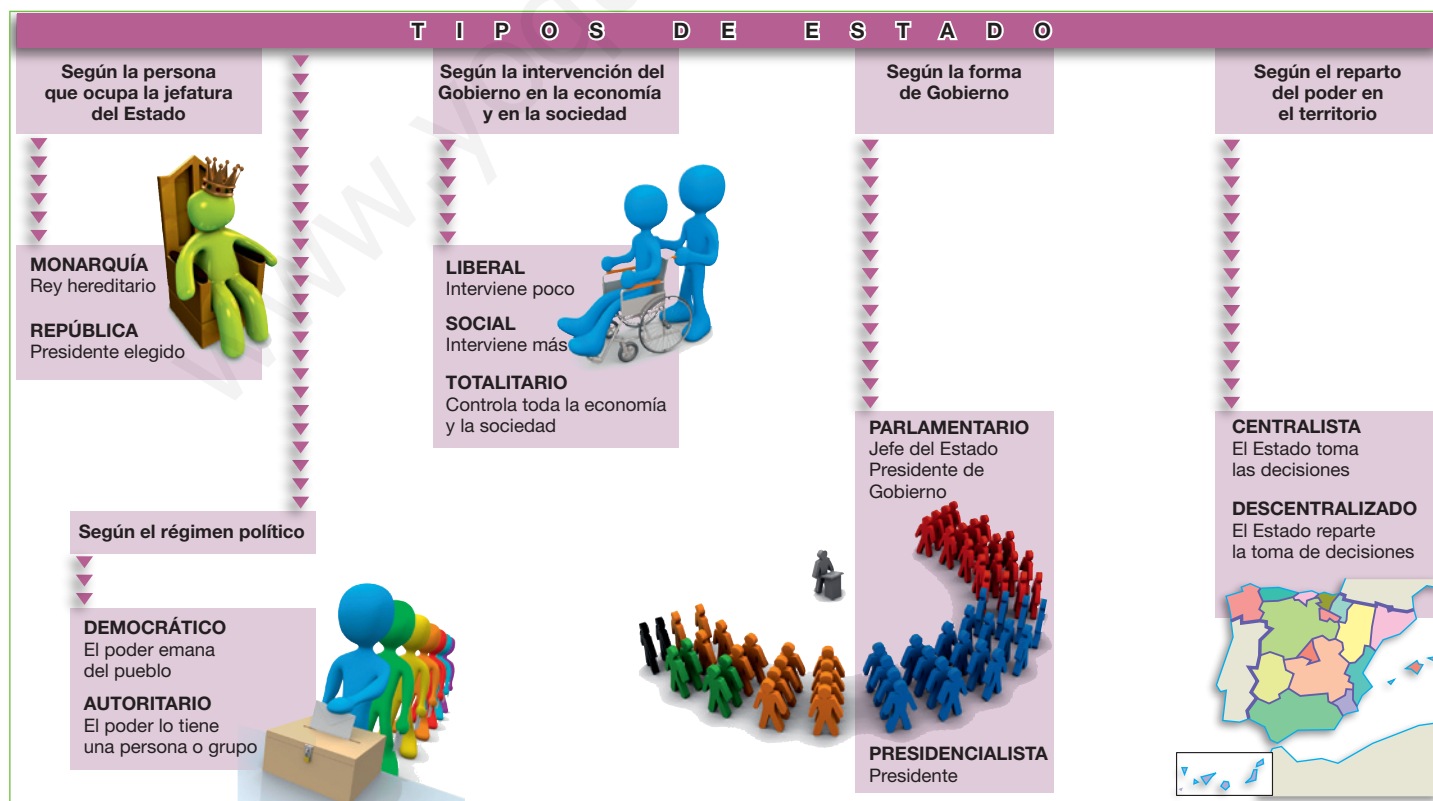 TIPOS DE ESTADO
Según la persona
que ocupa la jefatura
del Estado
MONARQUÍA
Rey hereditario
REPÚBLICA
Presidente elegido
Según el régimen político
DEMOCRÁTICO
El poder emana
del pueblo
AUTORITARIO
El poder lo tiene
una persona o grupo
Según la intervención del
Gobierno en la economía
y en la sociedad
LIBERAL
Interviene poco
SOCIAL
Interviene más
TOTALITARIO
Controla toda la economía
y la sociedad
Según la forma
de Gobierno
PARLAMENTARIO
Jefe del Estado
Presidente de
Gobierno
PRESIDENCIALISTA
Presidente
Según el reparto
del poder en
el territorio
CENTRALISTA
El Estado toma
las decisiones
DESCENTRALIZADO
El Estado reparte
la toma de decisiones